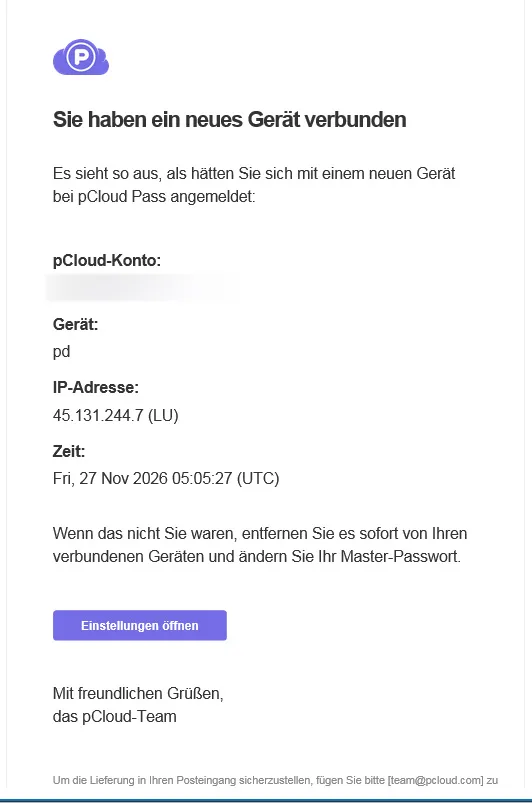 P
Sie haben ein neues Gerät verbunden
Es sieht so aus, als hätten Sie sich mit einem neuen Gerät
bei pCloud Pass angemeldet:
pCloud-Konto:
Gerät:
pd
IP-Adresse:
45.131.244.7 (LU)
Zeit:
Fri, 27 Nov 2026 05:05:27 (UTC)
Wenn das nicht Sie waren, entfernen Sie es sofort von Ihren
verbundenen Geräten und ändern Sie Ihr Master-Passwort.
Einstellungen öffnen
Mit freundlichen Grüßen,
das pCloud-Team
Um die Lieferung in Ihren Posteingang sicherzustellen, fügen Sie bitte [team@pcloud.com] zu